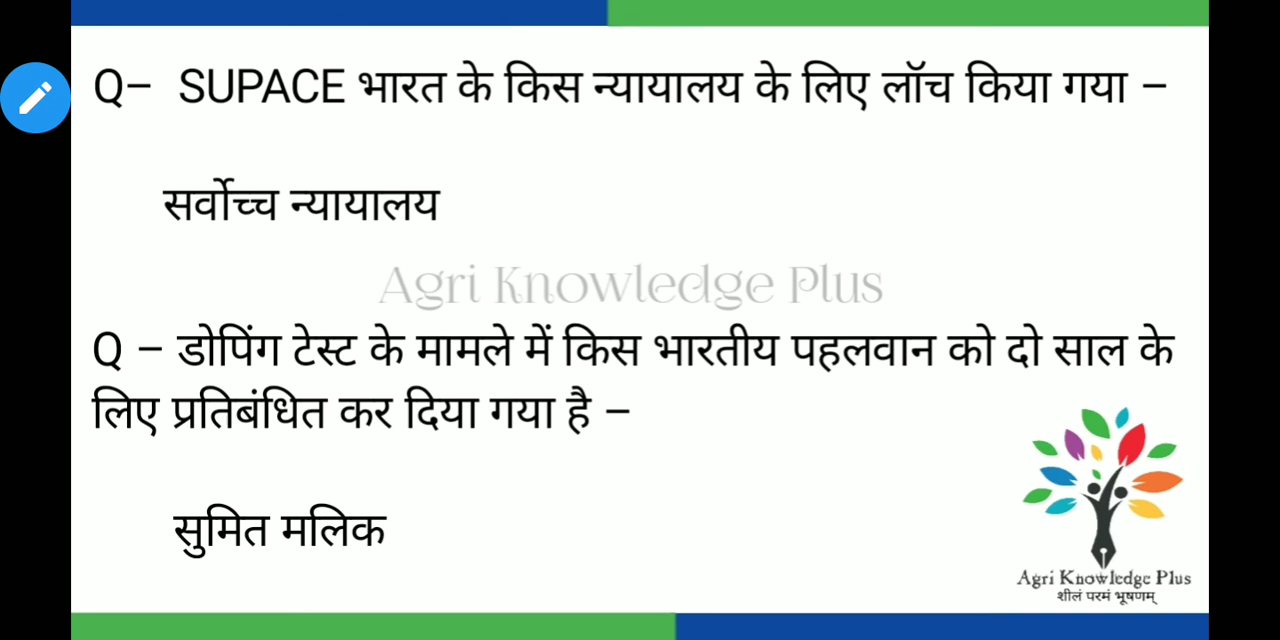 Q– SUPACE भारत के किस न्यायालय के लिए लॉच किया गया –
सर्वोच्च न्यायालय
Agri Knowledge Plus
Q – डोपिंग टेस्ट के मामले में किस भारतीय पहलवान को दो साल के
लिए प्रतिबंधित कर दिया गया है –
सुमित मलिक
Agri Knowledge Plus
शीलं परमं भूषणम्